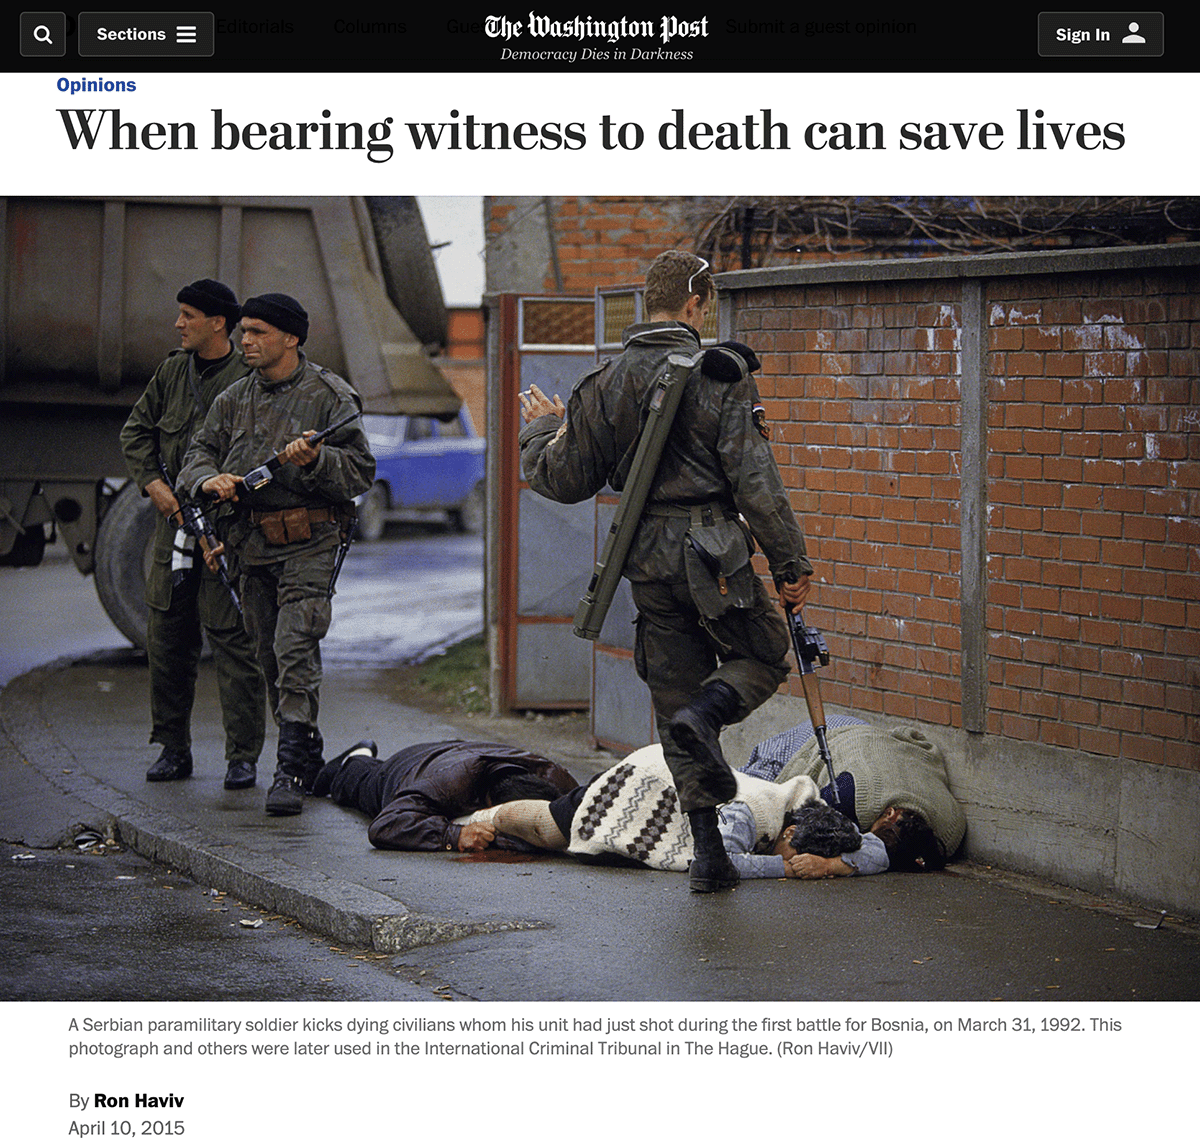 Sections
Editorials
Columns
Gue
The Washington Post
Submit a guest opinion
Sign In
Democracy Dies in Darkness
Opinions
When bearing witness to death can save lives
A Serbian paramilitary soldier kicks dying civilians whom his unit had just shot during the first battle for Bosnia, on March 31, 1992. This
photograph and others were later used in the International Criminal Tribunal in The Hague. (Ron Haviv/VII)
By Ron Haviv
April 10, 2015